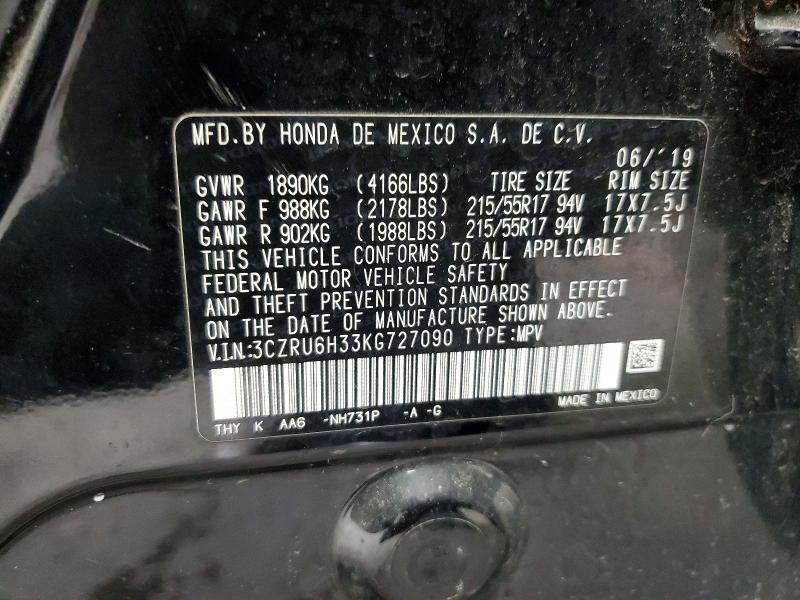 MFD.BY HONDA DE MEXICO S.A. DE C.V.
06/'19
GVWR 1890KG (4166LBS) TIRE SIZE RIM SIZE
GAWR F 988KG (2178LBS) 215/55R17 94V 17X7.5J
GAWR R 902KG (1988LBS) 215/55R17 94V 17X7.5J
THIS VEHICLE CONFORMS TO ALL APPLICABLE
FEDERAL MOTOR VEHICLE SAFETY
AND THEFT PREVENTION STANDARDS IN EFFECT
ON THE DATE OF MANUFACTURE SHOWN ABOVE.
V.I.N:3CZRU6H33KG727090 TYPE:MPV
MADE IN MEXICO
THY K AA6 -NH731P -A -G